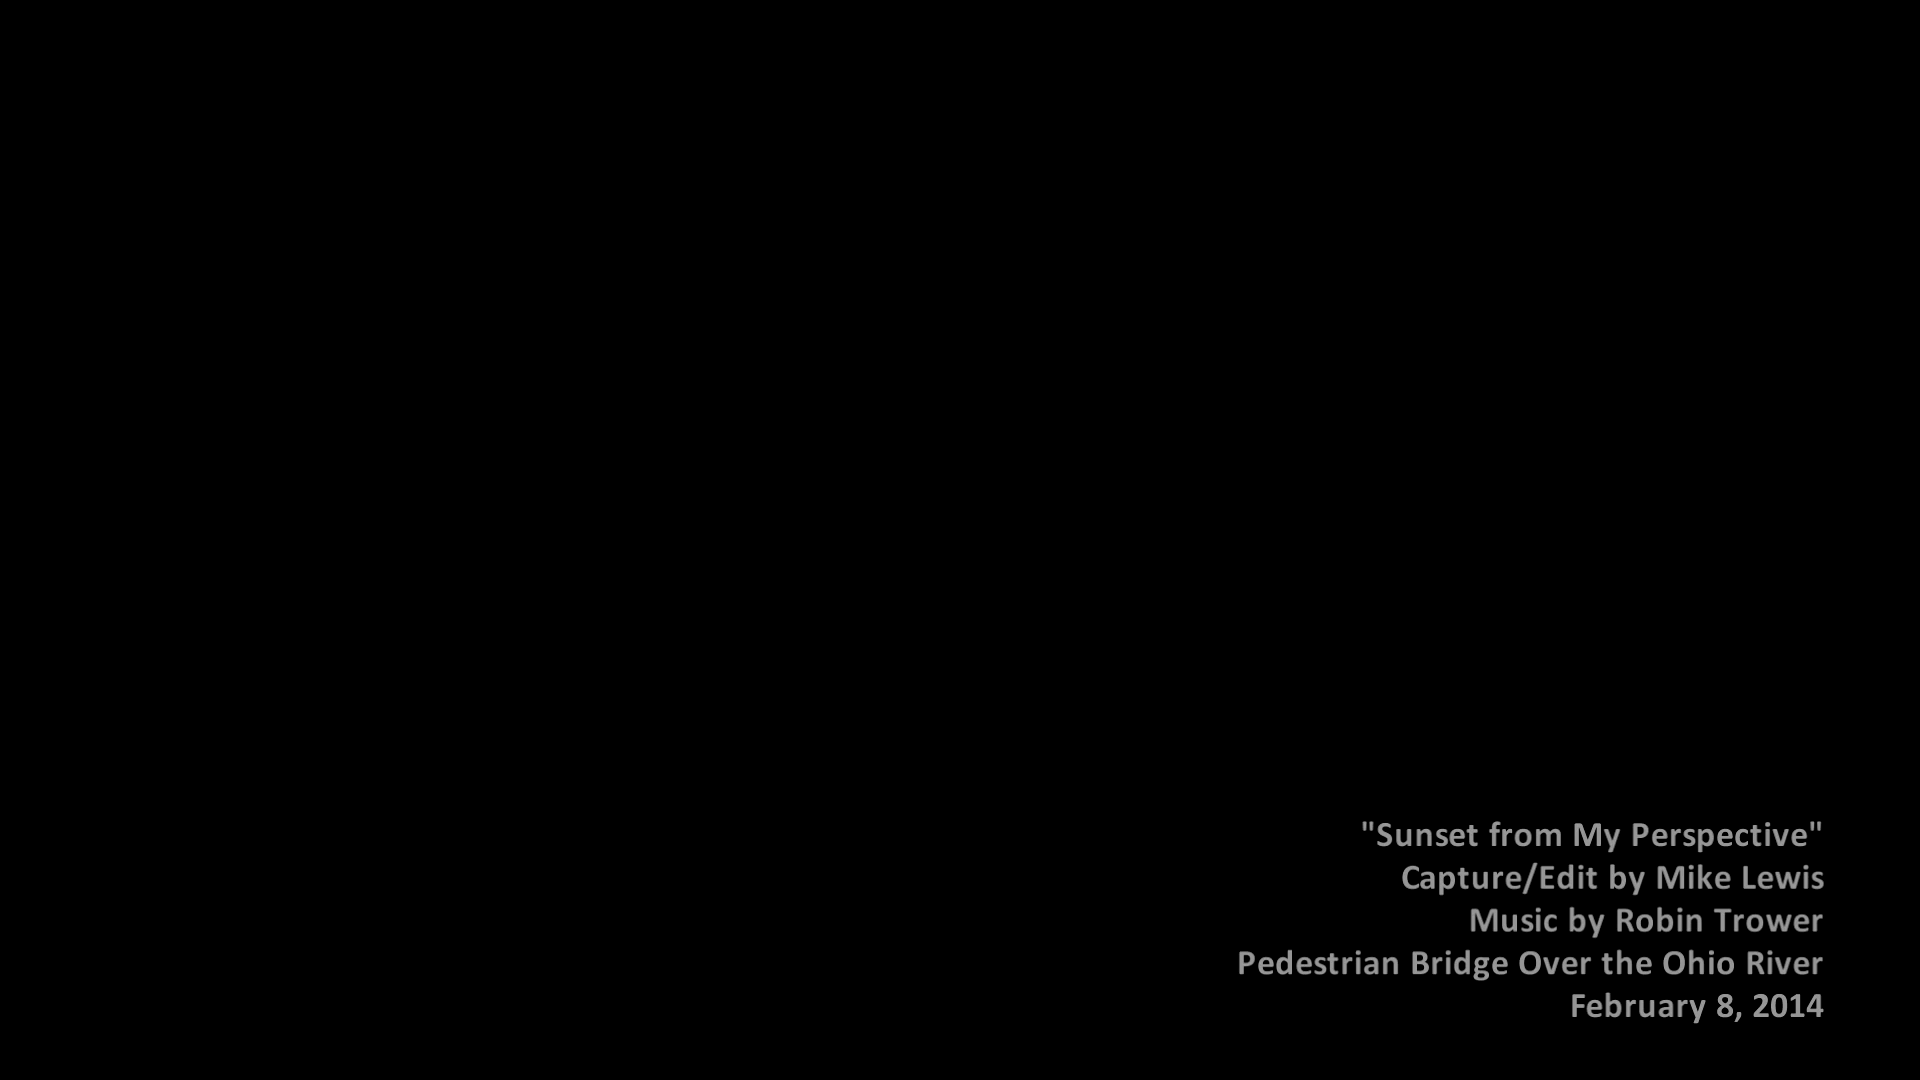 "Sunset from My Perspective"
Capture/Edit by Mike Lewis
Music by Robin Trower
Pedestrian Bridge Over the Ohio River
February 8, 2014